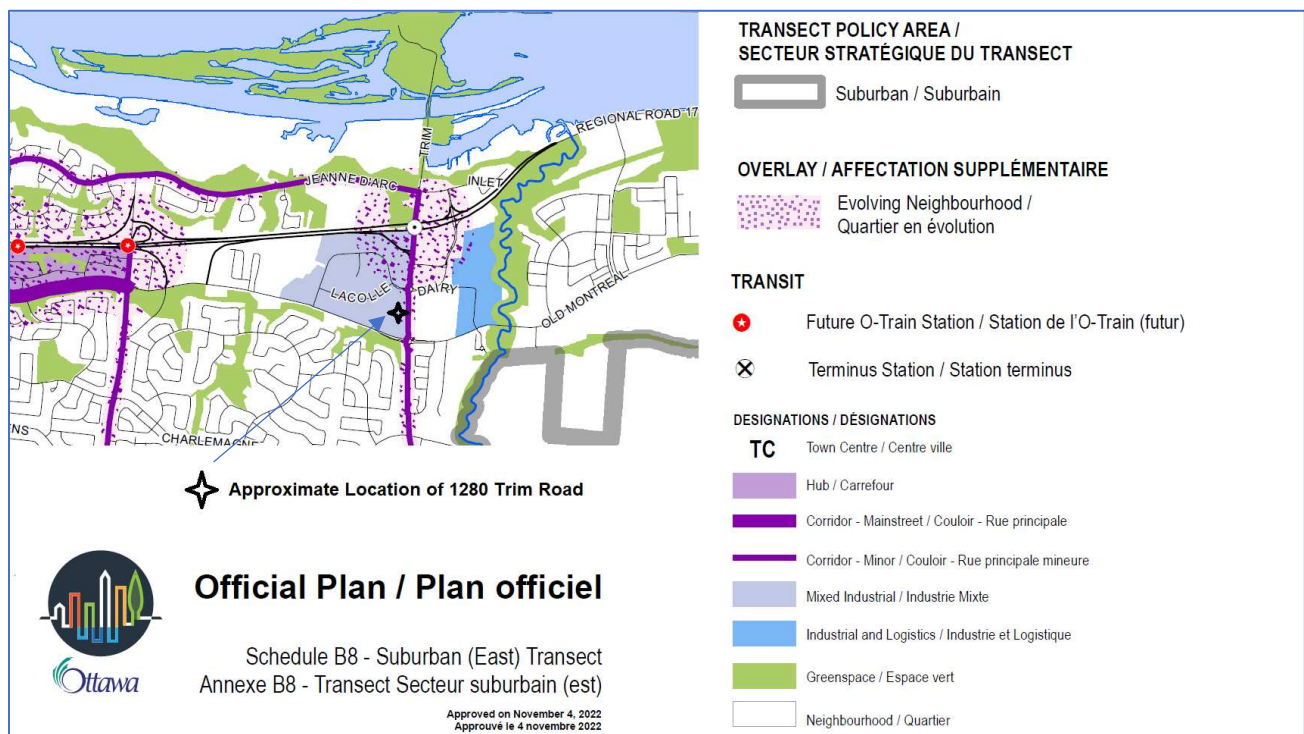 TRIM
REGIONAL ROAD 17
JEANNE D'ARC
INLET
LACOLLE
DAIRY
OLD MONTREAL
ENS
CHARLEMAGNE
Approximate Location of 1280 Trim Road
Official Plan / Plan officiel
Schedule B8 - Suburban (East) Transect
Annexe B8 - Transect Secteur suburbain (est)
Approved on November 4, 2022
Approuvé le 4 novembre 2022
Ottawa
TRANSECT POLICY AREA /
SECTEUR STRATÉGIQUE DU TRANSECT
Suburban / Suburbain
OVERLAY / AFFECTATION SUPPLÉMENTAIRE
Evolving Neighbourhood /
Quartier en évolution
TRANSIT
Future O-Train Station / Station de l'O-Train (futur)
Terminus Station / Station terminus
DESIGNATIONS / DÉSIGNATIONS
TC Town Centre / Centre ville
Hub / Carrefour
Corridor - Mainstreet / Couloir - Rue principale
Corridor - Minor / Couloir - Rue principale mineure
Mixed Industrial / Industrie Mixte
Industrial and Logistics / Industrie et Logistique
Greenspace / Espace vert
Neighbourhood / Quartier